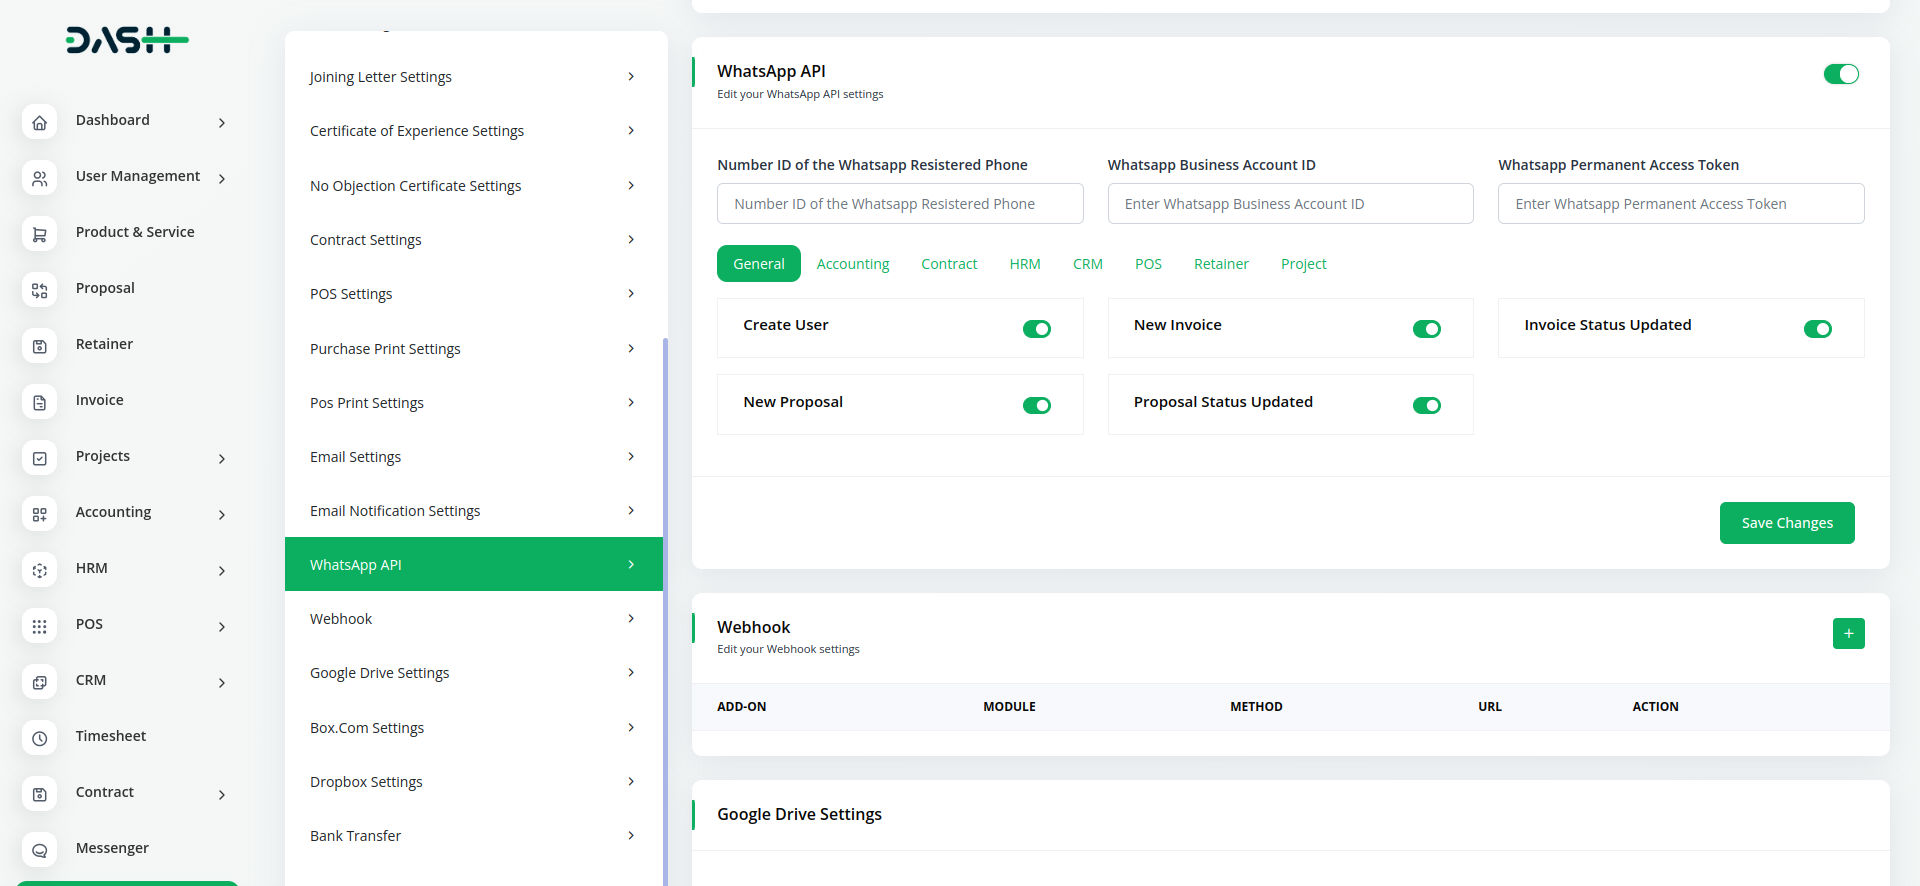 DASH
Dashboard
User Management
Product & Service
Proposal
Retainer
Invoice
Projects
Accounting
HRM
POS
CRM
Timesheet
Contract
Messenger
Joining Letter Settings
Certificate of Experience Settings
No Objection Certificate Settings
Contract Settings
POS Settings
Purchase Print Settings
Pos Print Settings
Email Settings
Email Notification Settings
WhatsApp API
Webhook
Google Drive Settings
Box.Com Settings
Dropbox Settings
Bank Transfer
WhatsApp API
Edit your WhatsApp API settings
Number ID of the Whatsapp Resistered Phone
Whatsapp Business Account ID
Whatsapp Permanent Access Token
Number ID of the Whatsapp Resistered Phone
Enter Whatsapp Business Account ID
Enter Whatsapp Permanent Access Token
General Accounting Contract HRM CRM POS Retainer Project
Create User
New Invoice
Invoice Status Updated
New Proposal
Proposal Status Updated
Save Changes
Webhook
Edit your Webhook settings
+
ADD-ON MODULE METHOD URL ACTION
Google Drive Settings